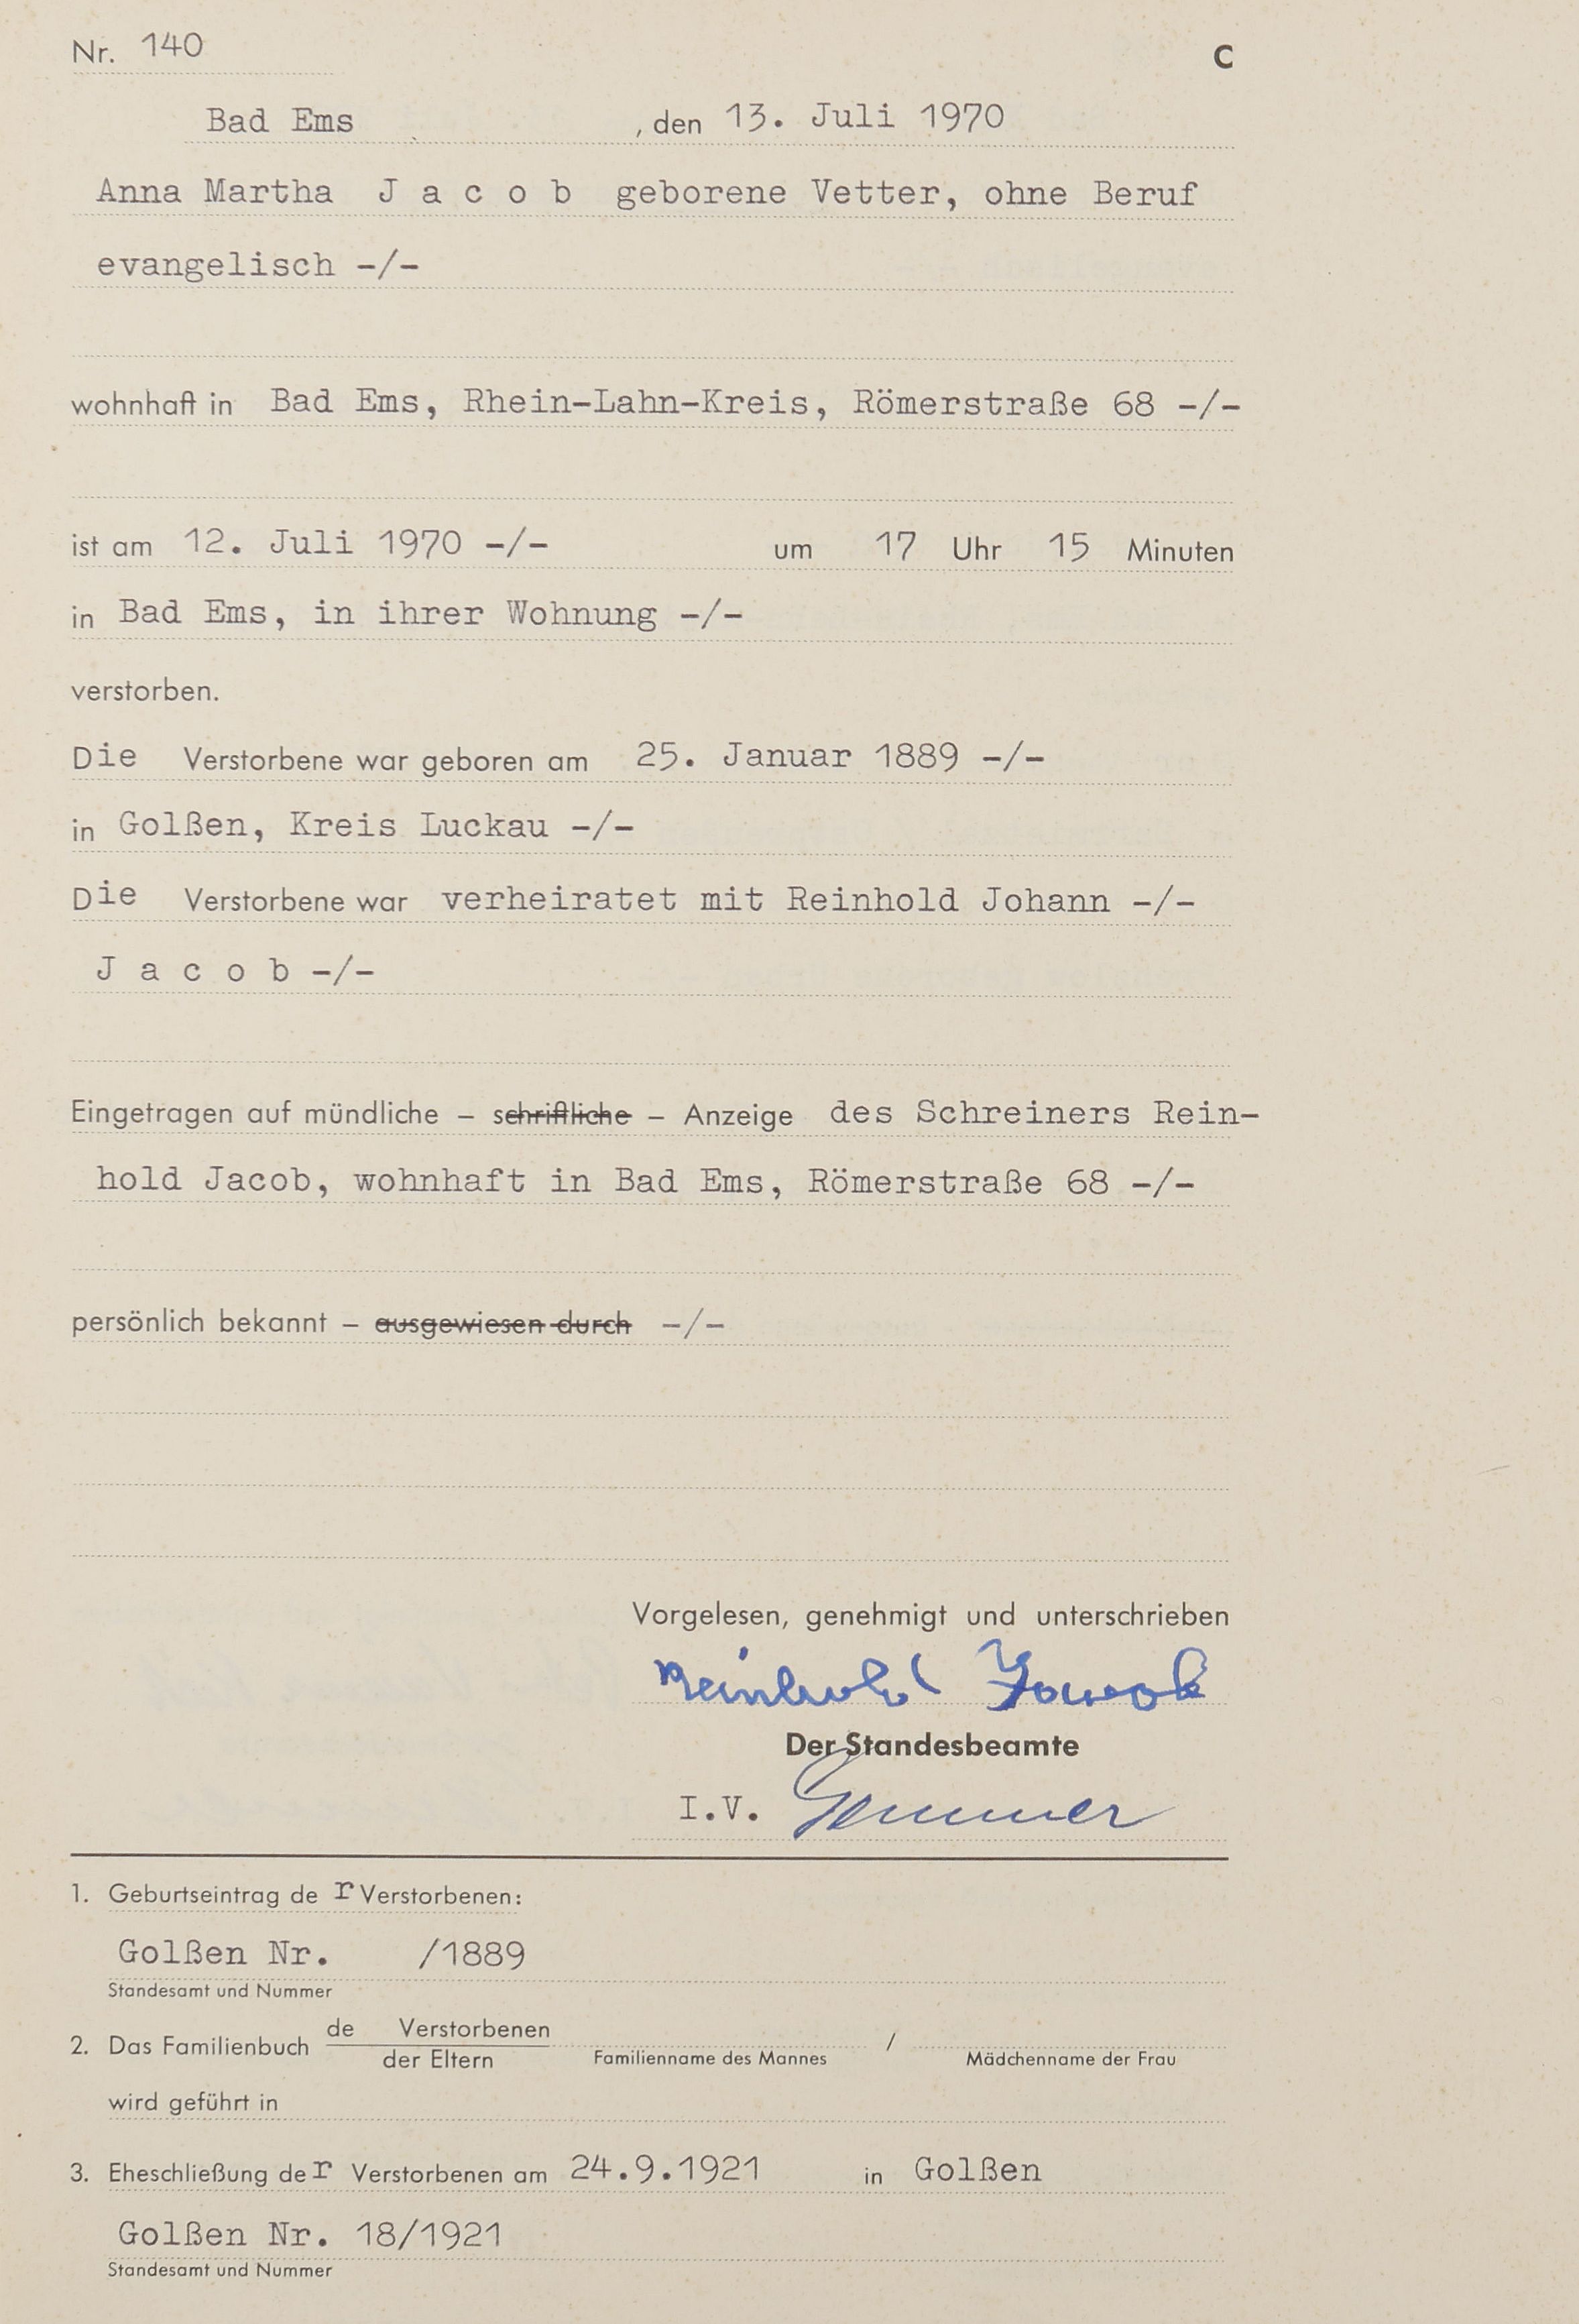 Nr. 140 C
Bad Ems , den 13. Juli 1970
Anna Martha J a c o b geborene Vetter, ohne Beruf
evangelisch -/-
wohnhaft in Bad Ems, Rhein-Lahn-Kreis, Römerstraße 68 -/-
ist am 12. Juli 1970 -/- um 17 Uhr 15 Minuten
in Bad Ems, in ihrer Wohnung -/-
verstorben.
Die Verstorbene war geboren am 25. Januar 1889 -/-
in Golßen, Kreis Luckau -/-
Die Verstorbene war verheiratet mit Reinhold Johann -/-
J a c o b -/-
Eingetragen auf mündliche – schriftliche – Anzeige des Schreiners Rein-
hold Jacob, wohnhaft in Bad Ems, Römerstraße 68 -/-
persönlich bekannt – ausgewiesen durch -/-
Vorgelesen, genehmigt und unterschrieben
Reinhold
Der Standesbeamte
I.V.
1. Geburtseintrag der Verstorbenen:
Golßen Nr. /1889
Standesamt und Nummer
2. Das Familienbuch de Verstorbenen / 
der Eltern Familienname des Mannes Mädchenname der Frau
wird geführt in
3. Eheschließung der Verstorbenen am 24.9.1921 in Golßen
Golßen Nr. 18/1921
Standesamt und Nummer